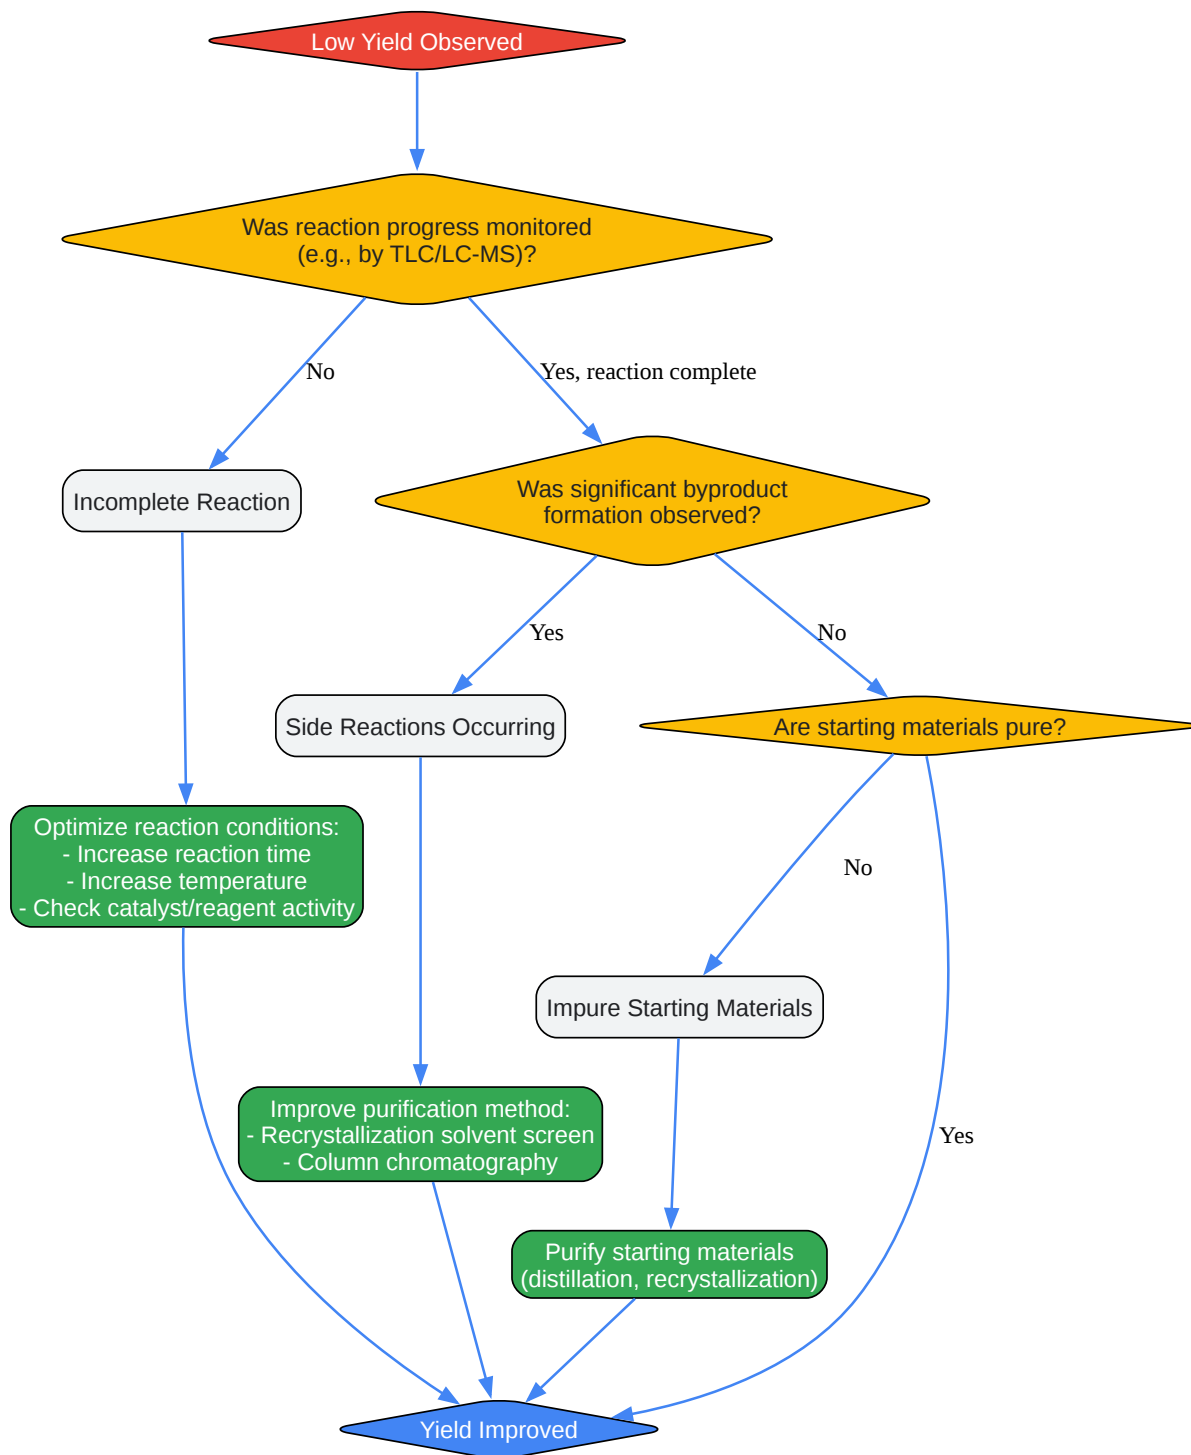 Low Yield Observed
Was reaction progress monitored
(e.g., by TLC/LC-MS)?
No
Yes, reaction complete
Incomplete Reaction
Was significant byproduct
formation observed?
Yes
No
Side Reactions Occurring
Are starting materials pure?
Optimize reaction conditions:
- Increase reaction time
- Increase temperature
- Check catalyst/reagent activity
No
Impure Starting Materials
Improve purification method:
- Recrystallization solvent screen
- Column chromatography
Yes
Purify starting materials
(distillation, recrystallization)
Yield Improved